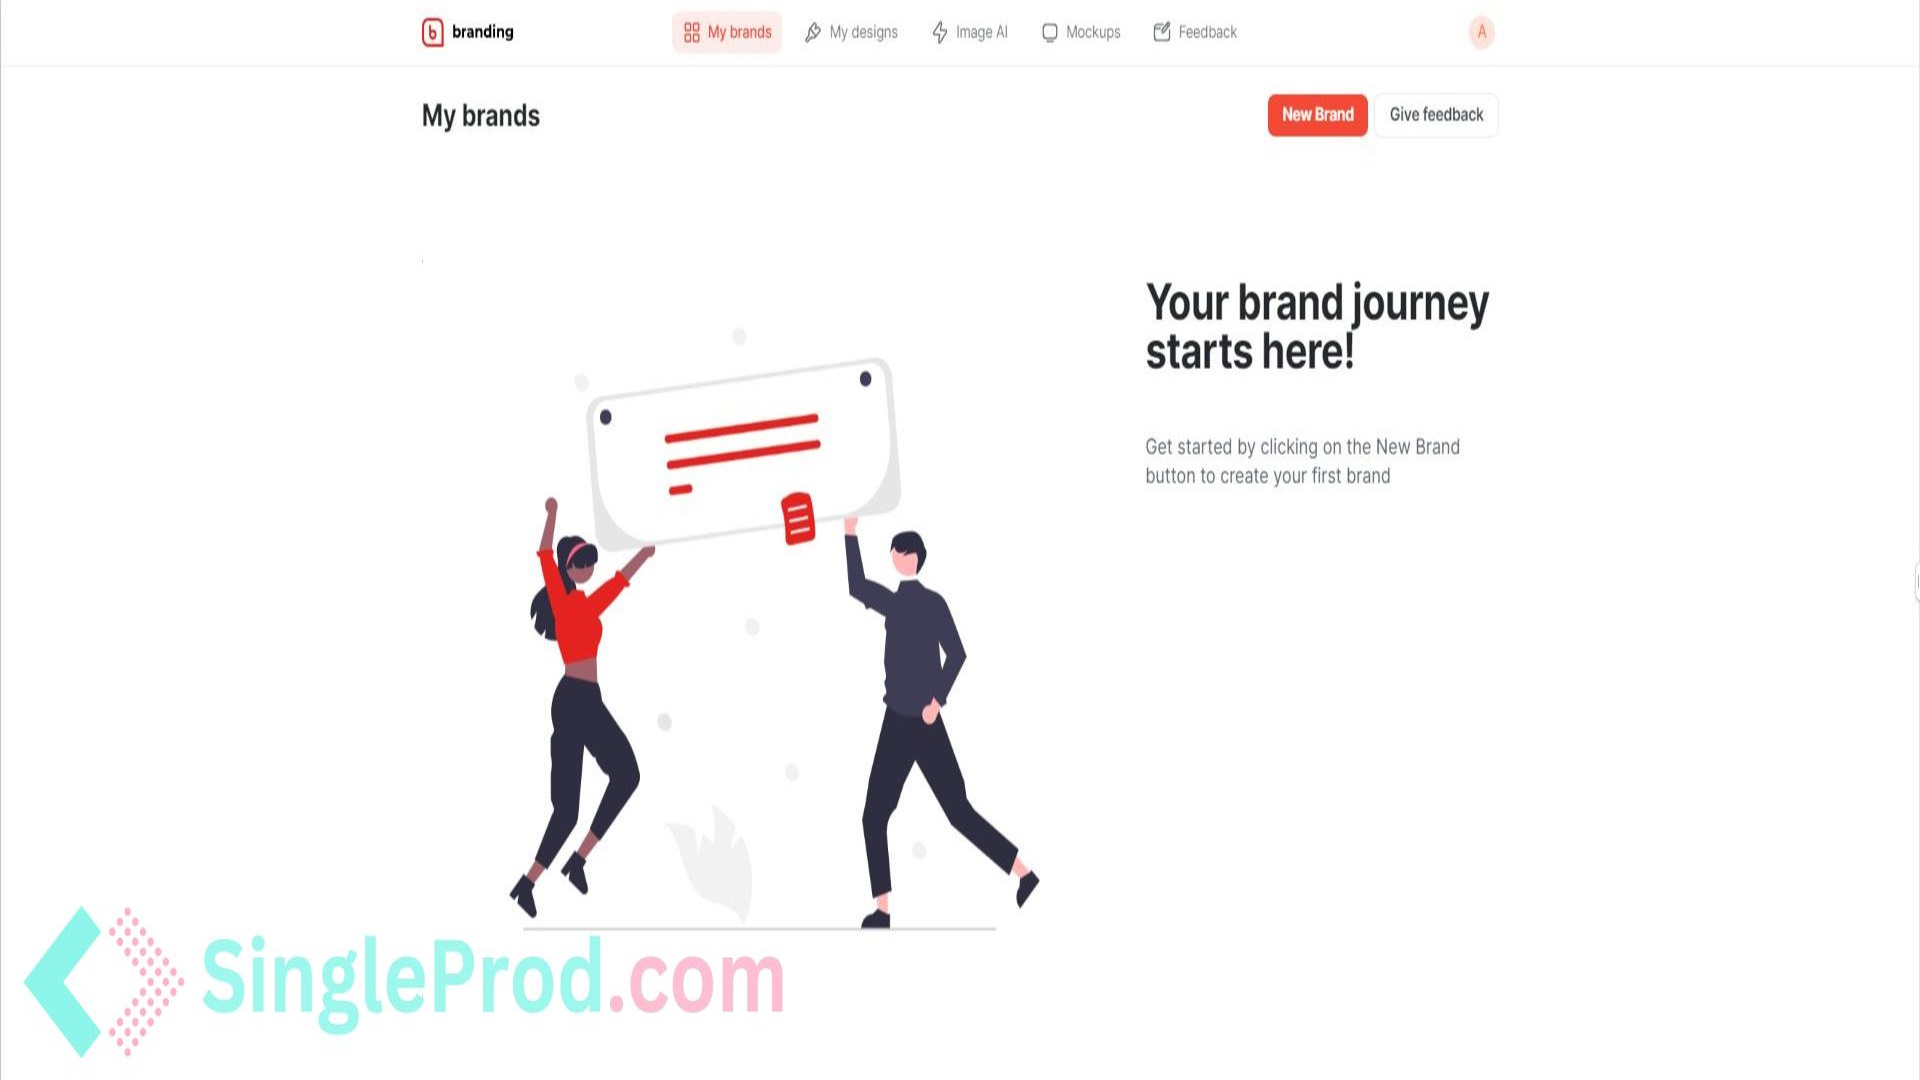 branding
My brands
My designs
Image AI
Mockups
Feedback
A
My brands
New Brand
Give feedback
Your brand journey
starts here!
Get started by clicking on the New Brand
button to create your first brand
SingleProd.com